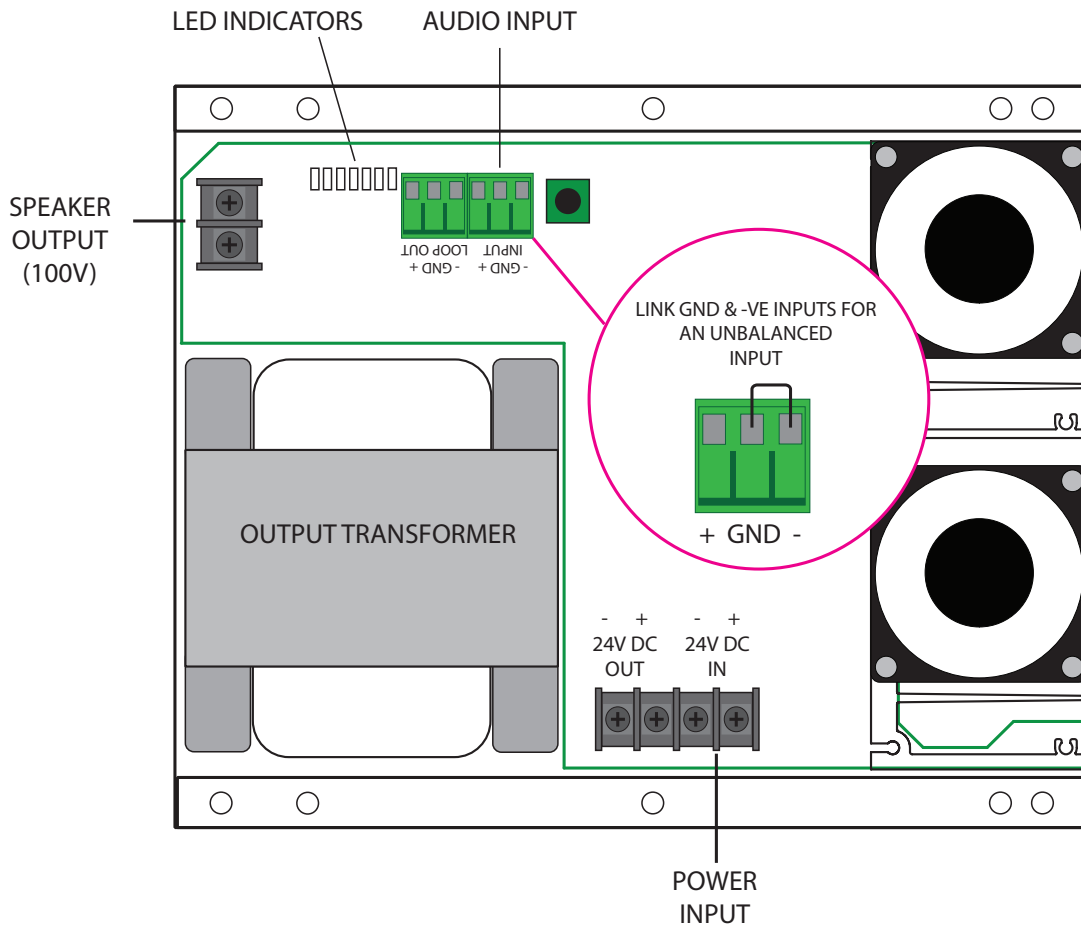 LED INDICATORS
AUDIO INPUT
SPEAKER
OUTPUT
(100V)
LOOP OUT
- GND +
INPUT
- GND +
LINK GND & -VE INPUTS FOR
AN UNBALANCED
INPUT
+ GND -
OUTPUT TRANSFORMER
- +
24V DC
OUT
- +
24V DC
IN
POWER
INPUT